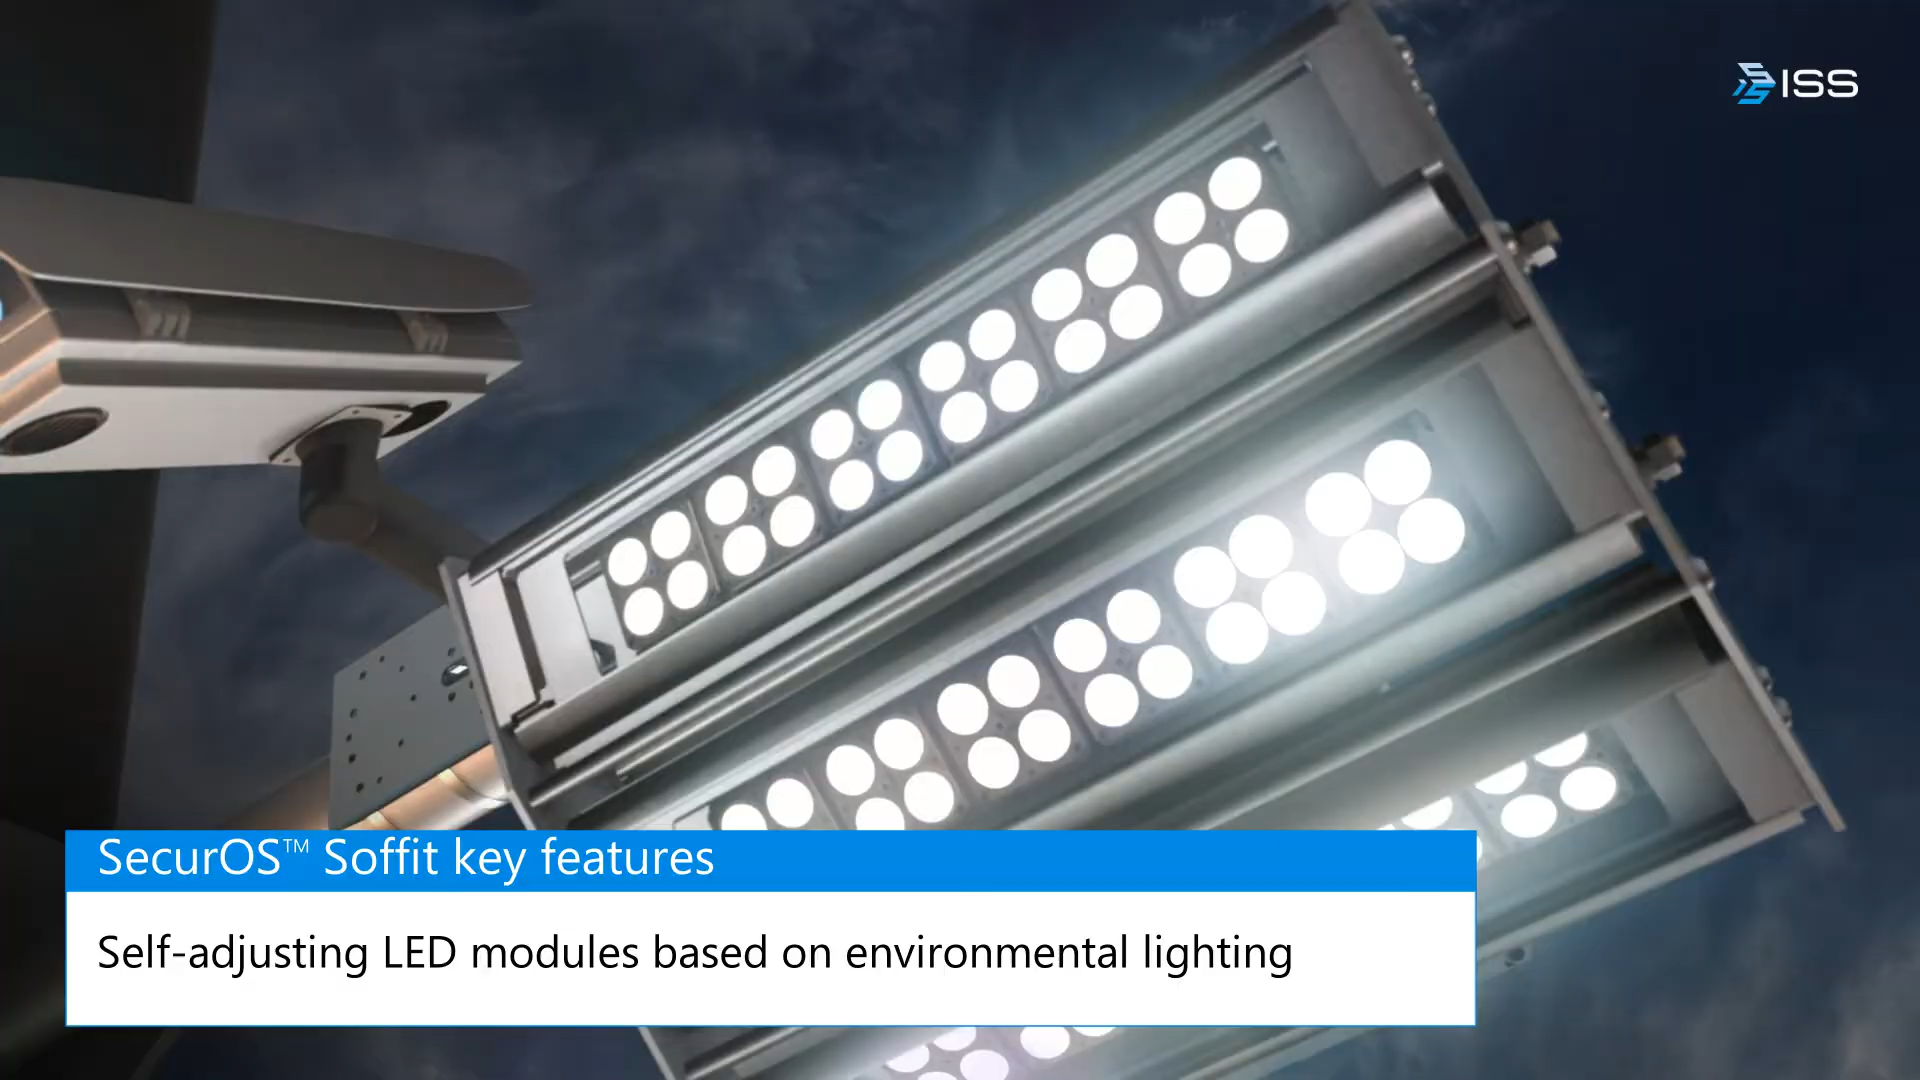 ISS
SecurOS™ Soffit key features
Self-adjusting LED modules based on environmental lighting